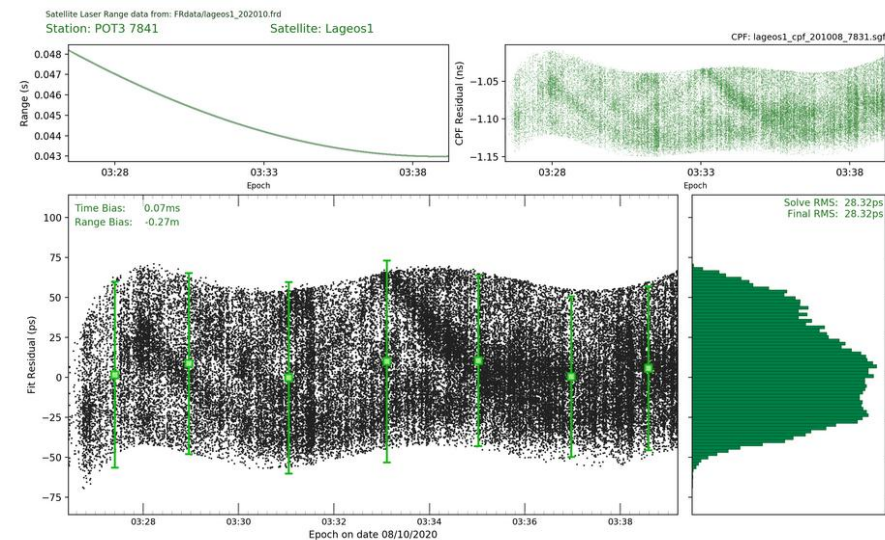 Satellite Laser Range data from: FRdata/lageos1_202010.frd
Station: POT3 7841 Satellite: Lageos1
CPF: lageos1_cpf_201008_7831.sgf
0.048
0.047
0.046
0.045
0.044
0.043
Range (s)
03:28 03:33 03:38
Epoch
−1.05
−1.10
−1.15
CPF Residual (ns)
03:28 03:33 03:38
Epoch
Time Bias: 0.07ms
Range Bias: -0.27m
100
75
50
25
0
−25
−50
−75
Fit Residual (ps)
03:28 03:30 03:32 03:34 03:36 03:38
Epoch on date 08/10/2020
Solve RMS: 28.32ps
Final RMS: 28.32ps